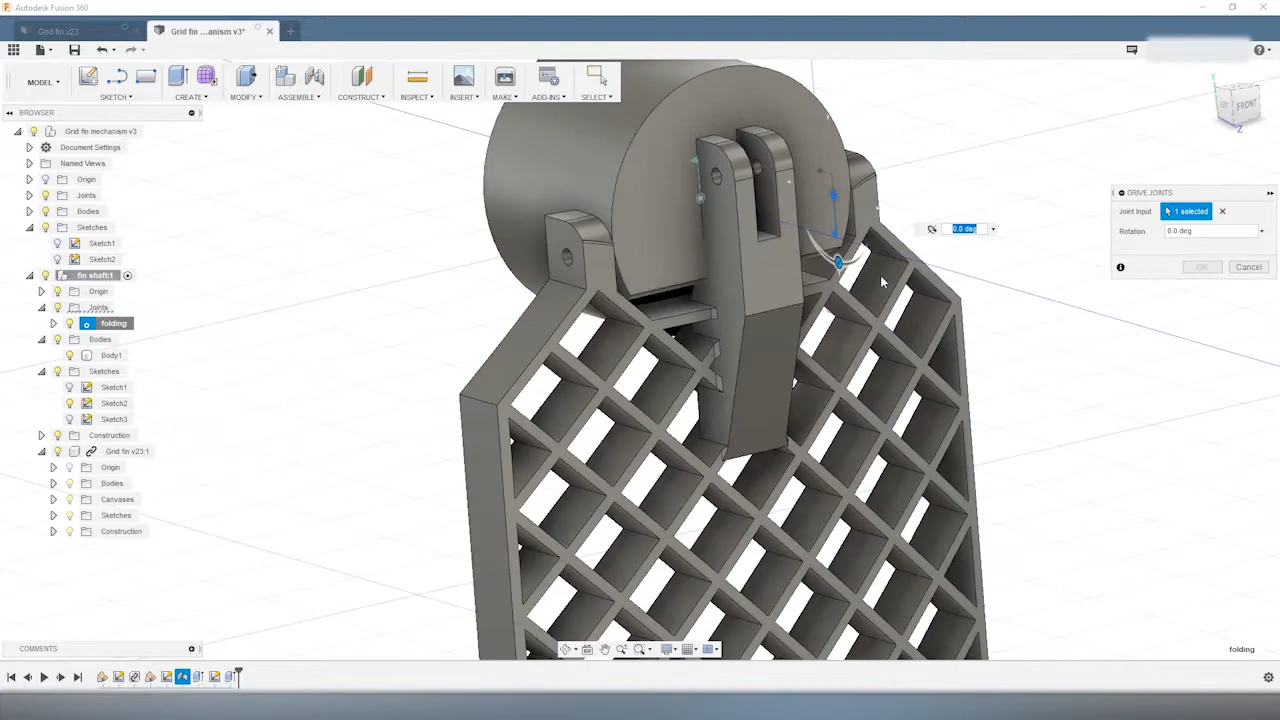 Autodesk Fusion 360
Grid fin v23
Grid fin ...anism v3*
MODEL
SKETCH
CREATE
MODIFY
ASSEMBLE
CONSTRUCT
INSPECT
INSERT
MAKE
ADD-INS
SELECT
BROWSER
Grid fin mechanism v3
Document Settings
Named Views
Origin
Joints
Bodies
Sketches
Sketch1
Sketch2
fin shaft:1
Origin
Joints
folding
Bodies
Body1
Sketches
Sketch1
Sketch2
Sketch3
Construction
Grid fin v23:1
Origin
Bodies
Canvases
Sketches
Construction
0.0 deg
Y
LEFT
FRONT
Z
DRIVE JOINTS
Joint Input
1 selected
Rotation
0.0 deg
OK
Cancel
COMMENTS
folding